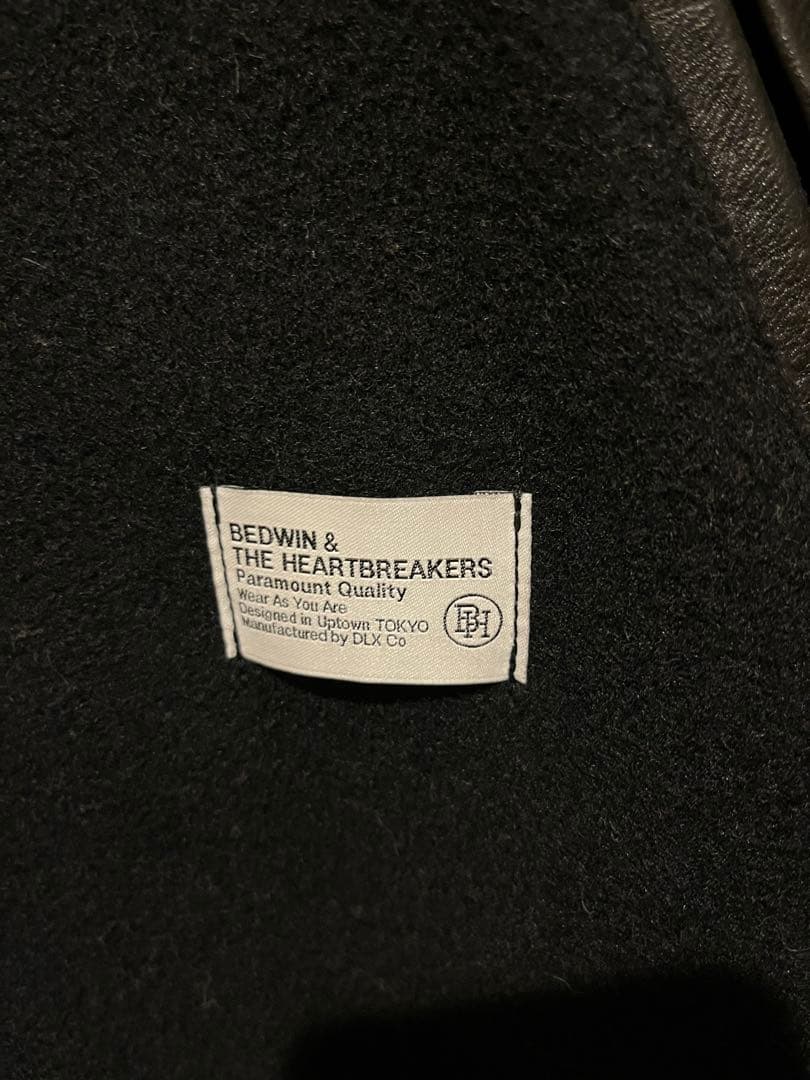 BEDWIN &
THE HEARTBREAKERS
Paramount Quality
Wear As You Are
Designed in Uptown TOKYO
Manufactured by DLX Co
BH